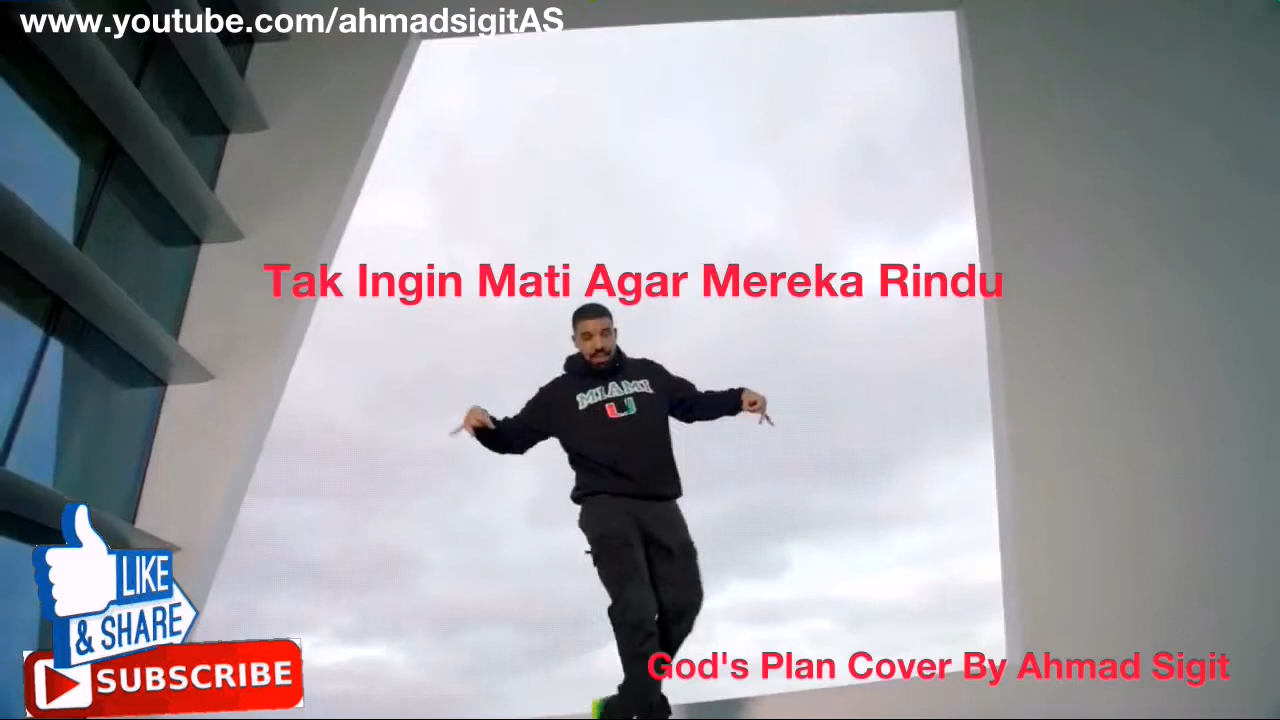 www.youtube.com/ahmadsigitAS
Tak Ingin Mati Agar Mereka Rindu
MIAMI
U
LIKE
& SHARE
SUBSCRIBE
God's Plan Cover By Ahmad Sigit